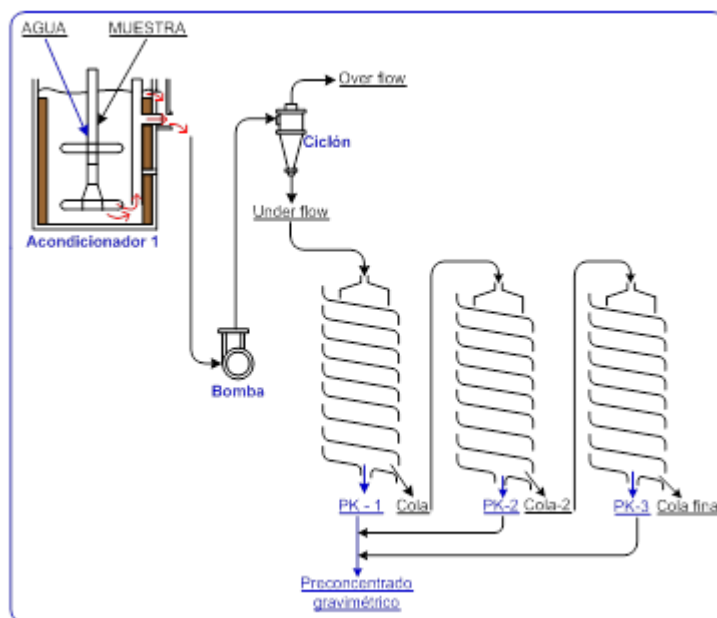 AGUA
MUESTRA
Over flow
Ciclón
Under flow
Acondicionador 1
Bomba
PK - 1
Cola
PK-2
Cola-2
PK-3
Cola fina
Preconcentrado
gravimétrico